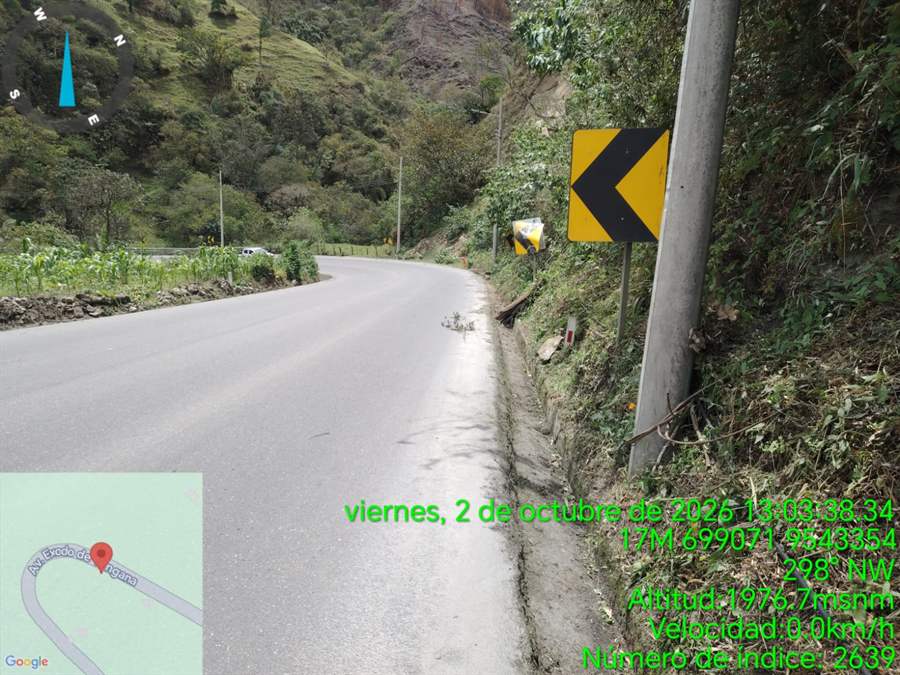 W
N
S
E
viernes, 2 de octubre de 2026 13:03:38.34
17M 699071 9543354
298° NW
Altitud:1976.7msnm
Velocidad:0.0km/h
Número de índice: 2639
Av. Exodo de
Google